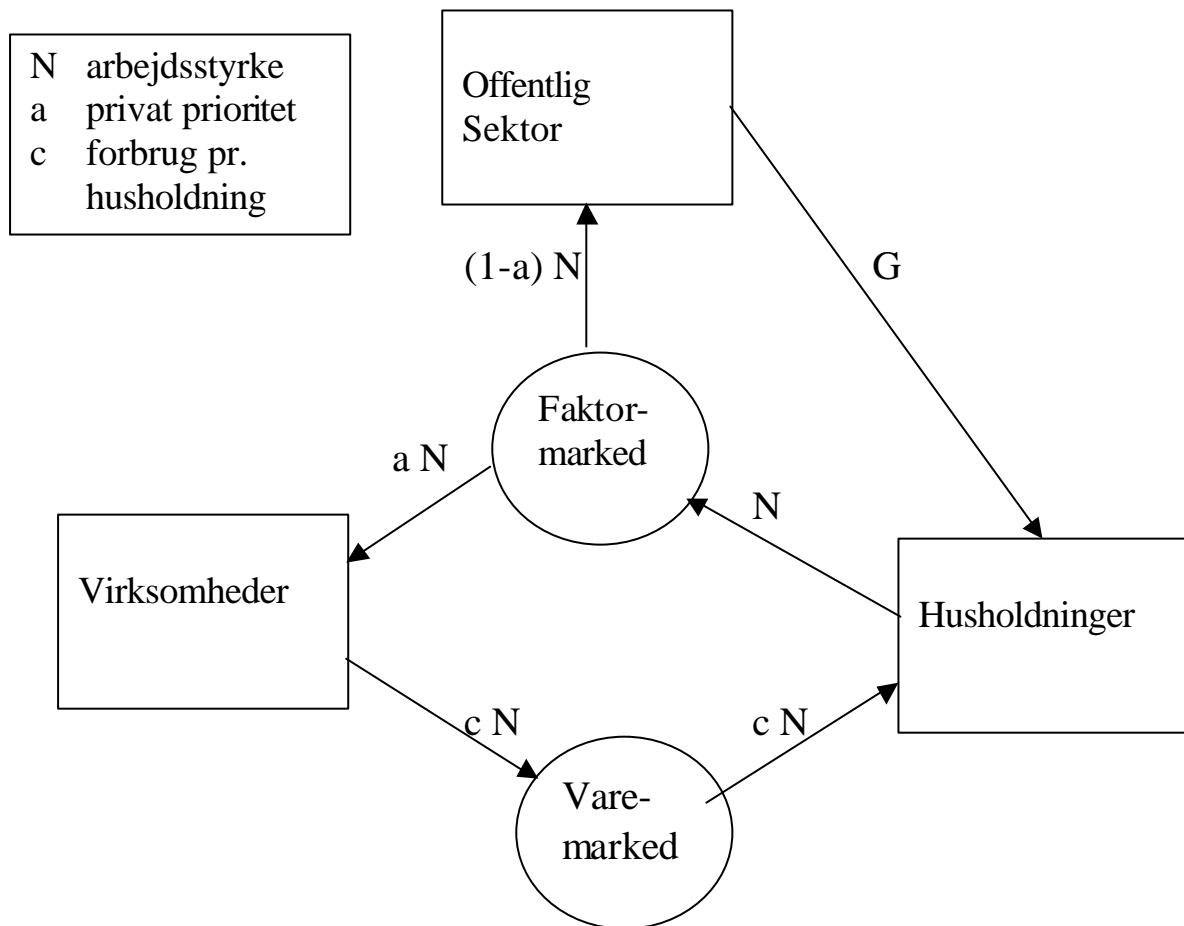 N arbejdsstyrke
a privat prioritet
c forbrug pr.
husholdning
Offentlig
Sektor
(1-a) N
G
Faktor-
marked
a N
N
Virksomheder
Husholdninger
c N
c N
Vare-
marked